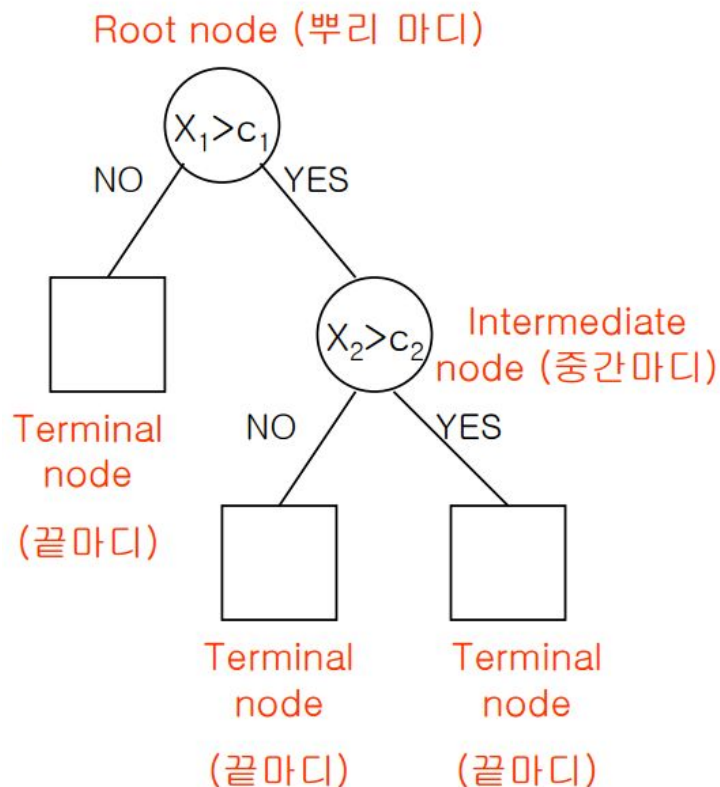 Root node (뿌리 마디)
X₁>c₁
NO
YES
X₂>c₂
Intermediate
node (중간마디)
Terminal
node
(끝마디)
NO
YES
Terminal
node
(끝마디)
Terminal
node
(끝마디)